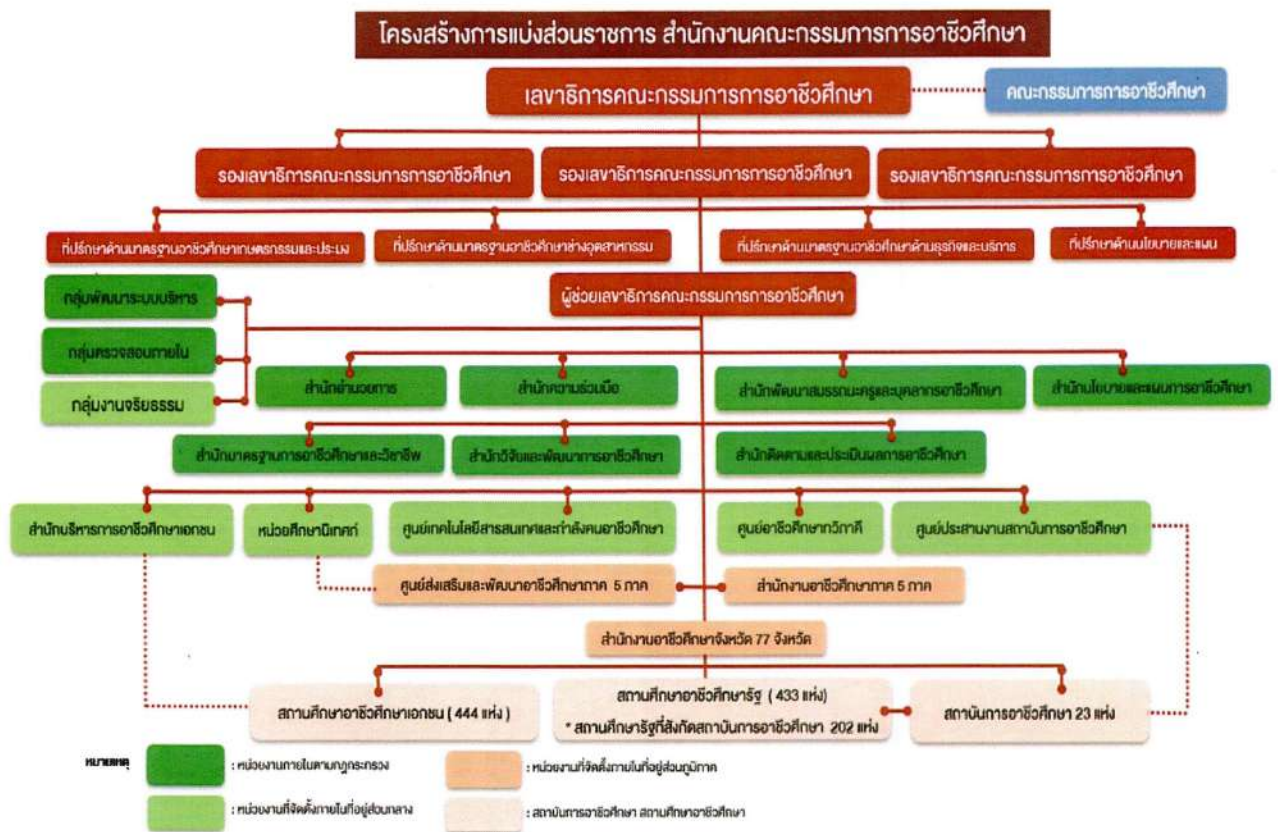 โครงสร้างการแบ่งส่วนราชการ สำนักงานคณะกรรมการการอาชีวศึกษา
เลขาธิการคณะกรรมการการอาชีวศึกษา
คณะกรรมการการอาชีวศึกษา
รองเลขาธิการคณะกรรมการการอาชีวศึกษา
รองเลขาธิการคณะกรรมการการอาชีวศึกษา
รองเลขาธิการคณะกรรมการการอาชีวศึกษา
ที่ปรึกษาด้านมาตรฐานอาชีวศึกษาเกษตรกรรมและประมง
ที่ปรึกษาด้านมาตรฐานอาชีวศึกษาช่างอุตสาหกรรม
ที่ปรึกษาด้านมาตรฐานอาชีวศึกษาด้านธุรกิจและบริการ
ที่ปรึกษาด้านนโยบายและแผน
กลุ่มพัฒนาระบบบริหาร
ผู้ช่วยเลขาธิการคณะกรรมการการอาชีวศึกษา
กลุ่มตรวจสอบภายใน
กลุ่มงานจริยธรรม
สำนักอำนวยการ
สำนักความร่วมมือ
สำนักพัฒนาสมรรถนะครูและบุคลากรอาชีวศึกษา
สำนักนโยบายและแผนการอาชีวศึกษา
สำนักมาตรฐานการอาชีวศึกษาและวิชาชีพ
สำนักวิจัยและพัฒนาการอาชีวศึกษา
สำนักติดตามและประเมินผลการอาชีวศึกษา
สำนักบริหารการอาชีวศึกษาเอกชน
หน่วยศึกษานิเทศก์
ศูนย์เทคโนโลยีสารสนเทศและกำลังคนอาชีวศึกษา
ศูนย์อาชีวศึกษาทวิภาคี
ศูนย์ประสานงานสถาบันการอาชีวศึกษา
ศูนย์ส่งเสริมและพัฒนาอาชีวศึกษาภาค 5 ภาค
สำนักงานอาชีวศึกษาภาค 5 ภาค
สำนักงานอาชีวศึกษาจังหวัด 77 จังหวัด
สถานศึกษาอาชีวศึกษาเอกชน ( 444 แห่ง )
สถานศึกษาอาชีวศึกษารัฐ ( 433 แห่ง)
* สถานศึกษารัฐที่สังกัดสถาบันการอาชีวศึกษา 202 แห่ง
สถาบันการอาชีวศึกษา 23 แห่ง
หมายเหตุ
: หน่วยงานภายในตามกฎกระทรวง
: หน่วยงานที่จัดตั้งภายในที่อยู่ส่วนภูมิภาค
: หน่วยงานที่จัดตั้งภายในที่อยู่ส่วนกลาง
: สถาบันการอาชีวศึกษา สถานศึกษาอาชีวศึกษา